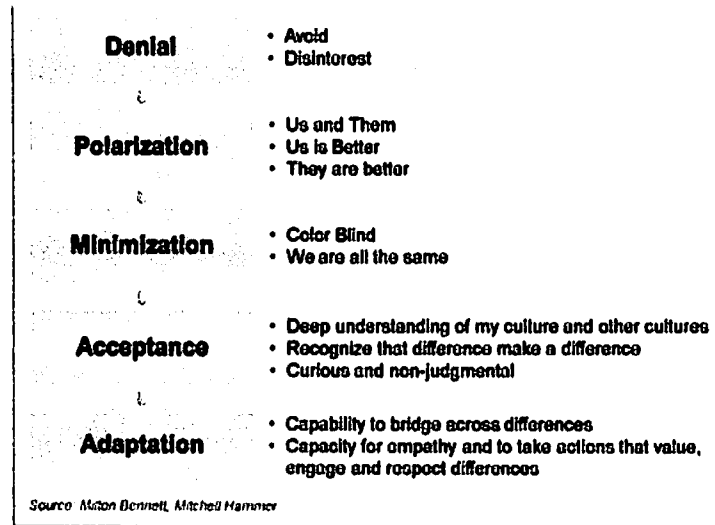 Denial
• Avoid
• Disinterest
Polarization
• Us and Them
• Us is Better
• They are better
Minimization
• Color Blind
• We are all the same
Acceptance
• Deep understanding of my culture and other cultures
• Recognize that difference make a difference
• Curious and non-judgmental
Adaptation
• Capability to bridge across differences
• Capacity for empathy and to take actions that value,
engage and respect differences
Source: Milton Bennett, Mitchell Hammer